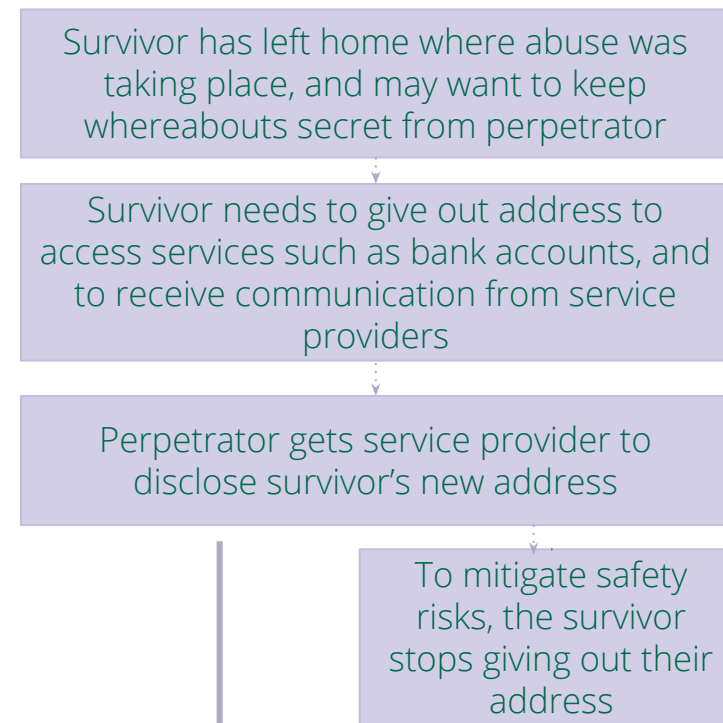 Survivor has left home where abuse was
taking place, and may want to keep
whereabouts secret from perpetrator
Survivor needs to give out address to
access services such as bank accounts, and
to receive communication from service
providers
Perpetrator gets service provider to
disclose survivor’s new address
To mitigate safety
risks, the survivor
stops giving out their
address